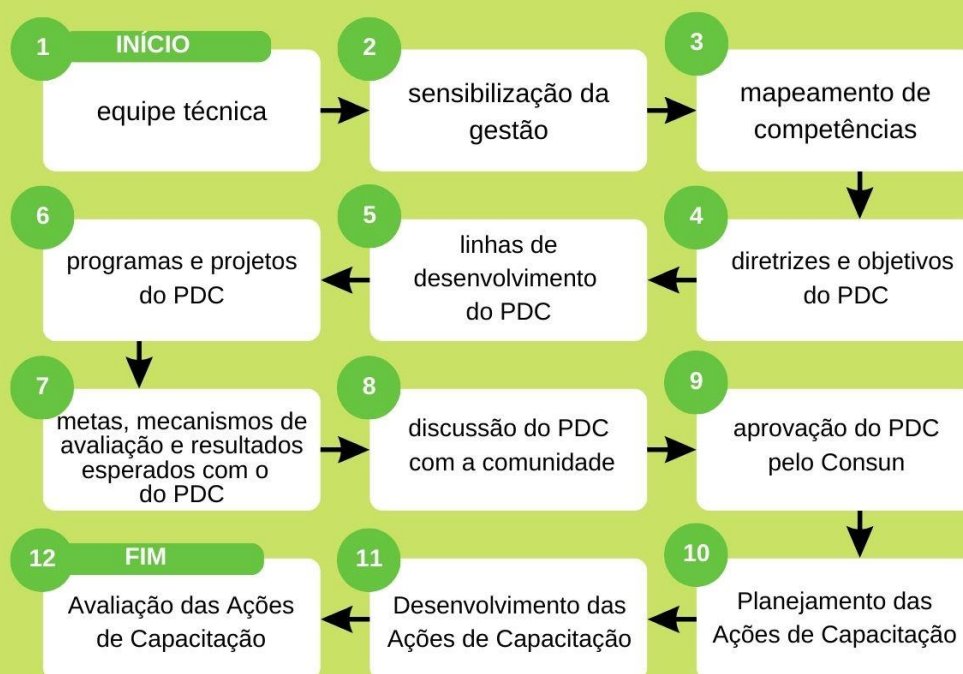 1
INÍCIO
equipe técnica
2
sensibilização da
gestão
3
mapeamento de
competências
4
diretrizes e objetivos
do PDC
5
linhas de
desenvolvimento
do PDC
6
programas e projetos
do PDC
7
metas, mecanismos de
avaliação e resultados
esperados com o
do PDC
8
discussão do PDC
com a comunidade
9
aprovação do PDC
pelo Consun
10
Planejamento das
Ações de Capacitação
11
Desenvolvimento das
Ações de Capacitação
12
FIM
Avaliação das Ações
de Capacitação